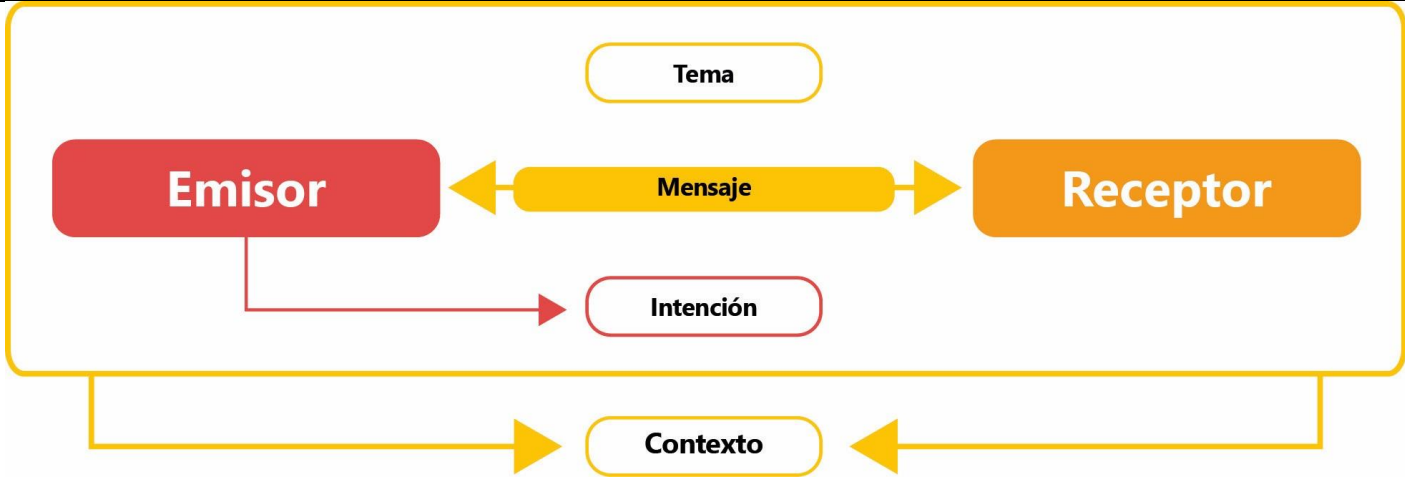 Tema
Emisor
Mensaje
Receptor
Intención
Contexto